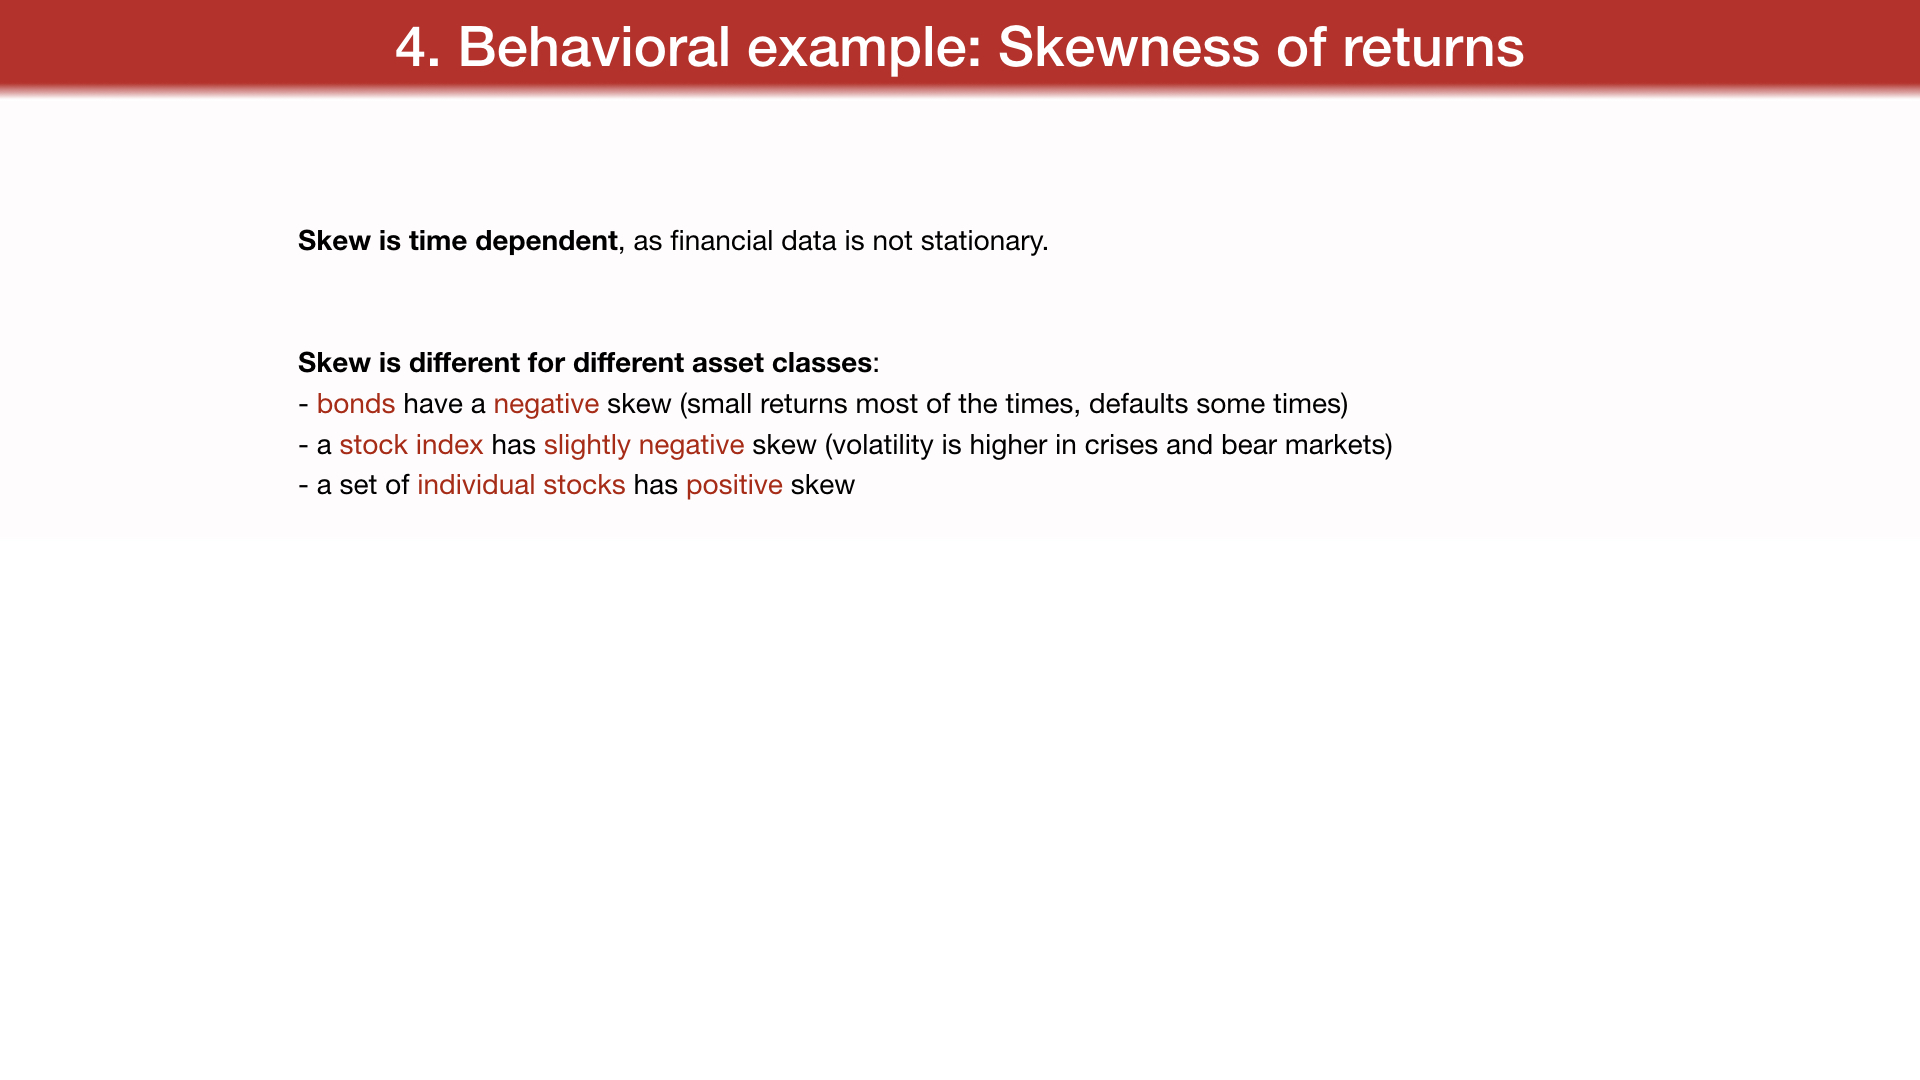 4. Behavioral example: Skewness of returns
Skew is time dependent, as financial data is not stationary.
Skew is different for different asset classes:
- bonds have a negative skew (small returns most of the times, defaults some times)
- a stock index has slightly negative skew (volatility is higher in crises and bear markets)
- a set of individual stocks has positive skew